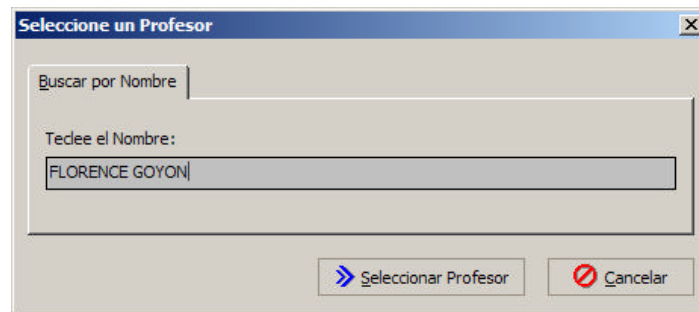 Seleccione un Profesor
Buscar por Nombre
Teclee el Nombre:
FLORENCE GOYON
Seleccionar Profesor
Cancelar